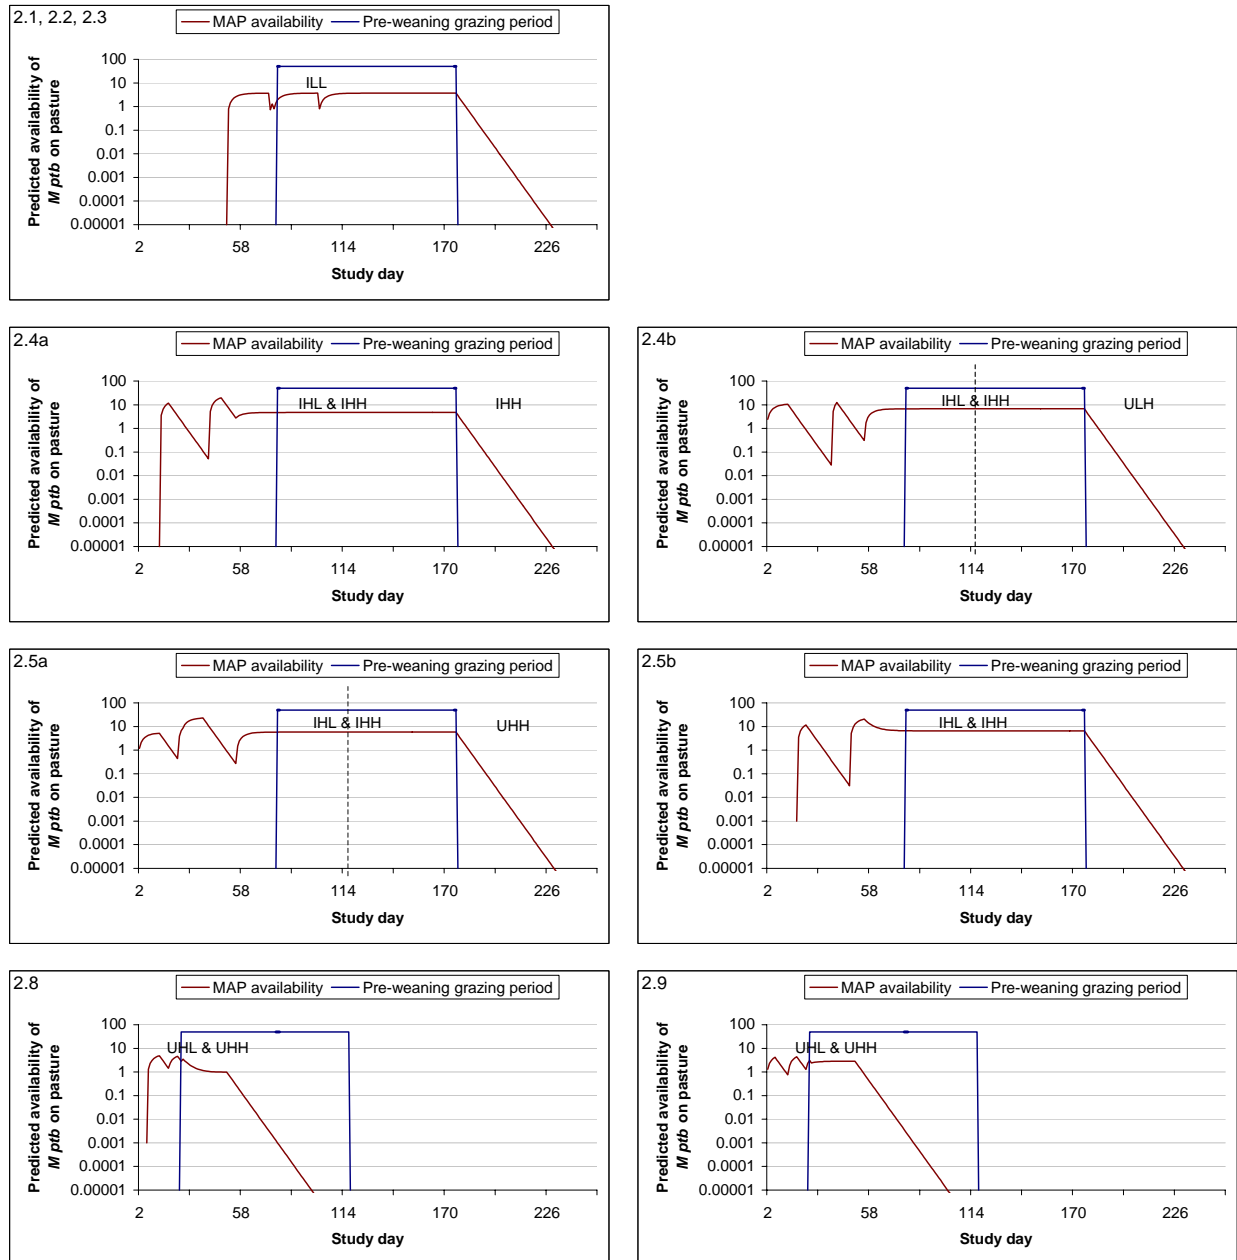 2.1, 2.2, 2.3
MAP availability
Pre-weaning grazing period
Predicted availability of
M ptb on pasture
100
10
1
0.1
0.01
0.001
0.0001
0.00001
ILL
2 58 114 170 226
Study day
2.4a
MAP availability
Pre-weaning grazing period
Predicted availability of
M ptb on pasture
100
10
1
0.1
0.01
0.001
0.0001
0.00001
IHL & IHH
IHH
2 58 114 170 226
Study day
2.4b
MAP availability
Pre-weaning grazing period
Predicted availability of
M ptb on pasture
100
10
1
0.1
0.01
0.001
0.0001
0.00001
IHL & IHH
ULH
2 58 114 170 226
Study day
2.5a
MAP availability
Pre-weaning grazing period
Predicted availability of
M ptb on pasture
100
10
1
0.1
0.01
0.001
0.0001
0.00001
IHL & IHH
UHH
2 58 114 170 226
Study day
2.5b
MAP availability
Pre-weaning grazing period
Predicted availability of
M ptb on pasture
100
10
1
0.1
0.01
0.001
0.0001
0.00001
IHL & IHH
2 58 114 170 226
Study day
2.8
MAP availability
Pre-weaning grazing period
Predicted availability of
M ptb on pasture
100
10
1
0.1
0.01
0.001
0.0001
0.00001
UHL & UHH
2 58 114 170 226
Study day
2.9
MAP availability
Pre-weaning grazing period
Predicted availability of
M ptb on pasture
100
10
1
0.1
0.01
0.001
0.0001
0.00001
UHL & UHH
2 58 114 170 226
Study day